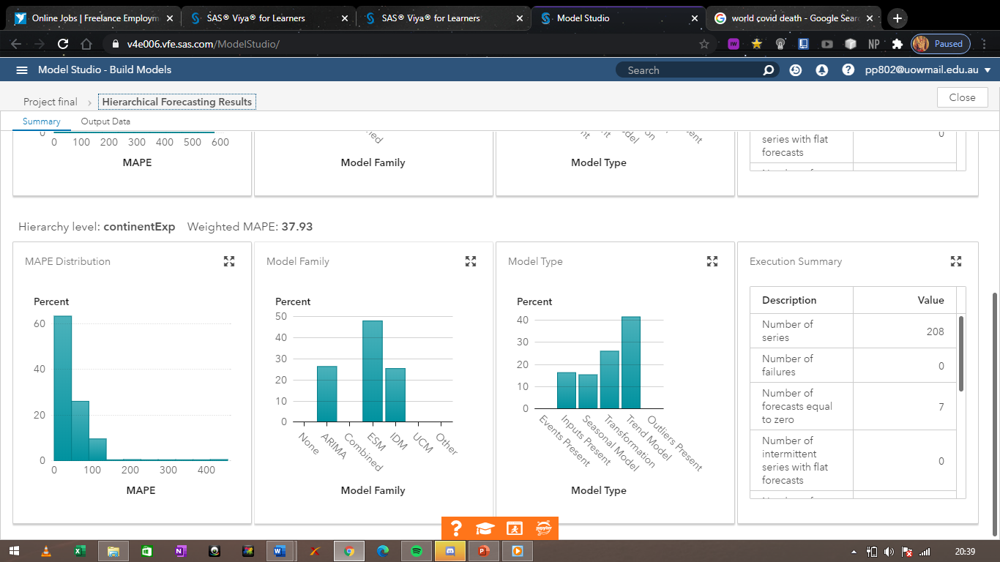 Online Jobs | Freelance Employm
SAS® Viya® for Learners
SAS® Viya® for Learners
Model Studio
world covid death - Google Sear
v4e006.vfe.sas.com/ModelStudio/
NP
Paused
Model Studio - Build Models
Search
pp802@uowmail.edu.au
Project final
Hierarchical Forecasting Results
Close
Summary
Output Data
0
0 100 200 300 400 500 600
MAPE
Model Family
Model Type
series with flat
forecasts
0
Hierarchy level: continentExp Weighted MAPE: 37.93
MAPE Distribution
Percent
60
40
20
0
0 100 200 300 400
MAPE
Model Family
Percent
50
40
30
20
10
0
None
ARIMA
Combined
ESM
IDM
UCM
Other
Model Family
Model Type
Percent
40
30
20
10
0
Events Present
Inputs Present
Seasonal Model
Transformation
Trend Model
Outliers Present
Model Type
Execution Summary
Description Value
Number of
series
208
Number of
failures
0
Number of
forecasts equal
to zero
7
Number of
intermittent
series with flat
forecasts
0
20:39